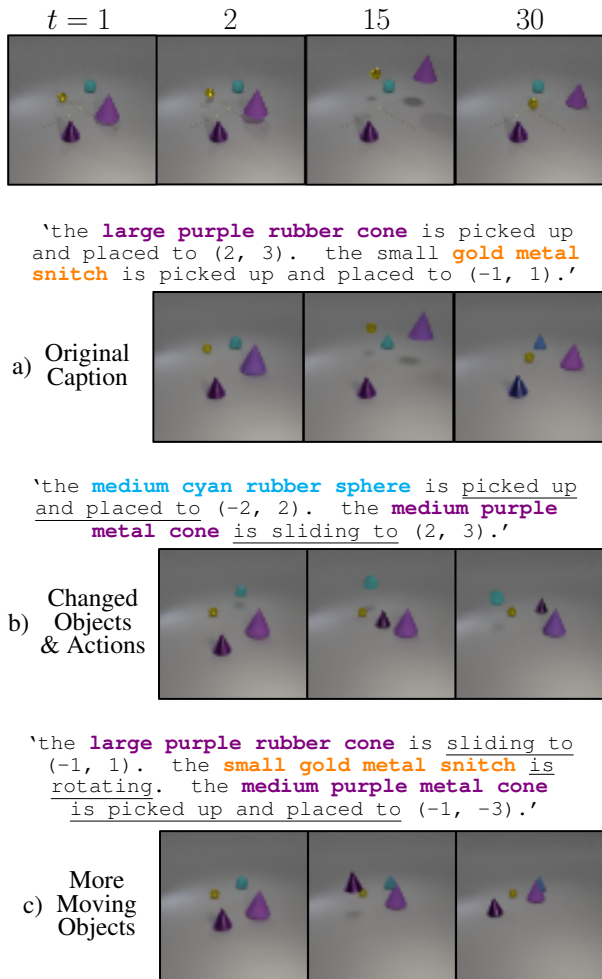 t = 1 2 15 30
‘the large purple rubber cone is picked up
and placed to (2, 3). the small gold metal
snitch is picked up and placed to (-1, 1).’
a) Original
Caption
‘the medium cyan rubber sphere is picked up
and placed to (-2, 2). the medium purple
metal cone is sliding to (2, 3).’
b) Changed
Objects
& Actions
‘the large purple rubber cone is sliding to
(-1, 1). the small gold metal snitch is
rotating. the medium purple metal cone
is picked up and placed to (-1, -3).’
c) More
Moving
Objects